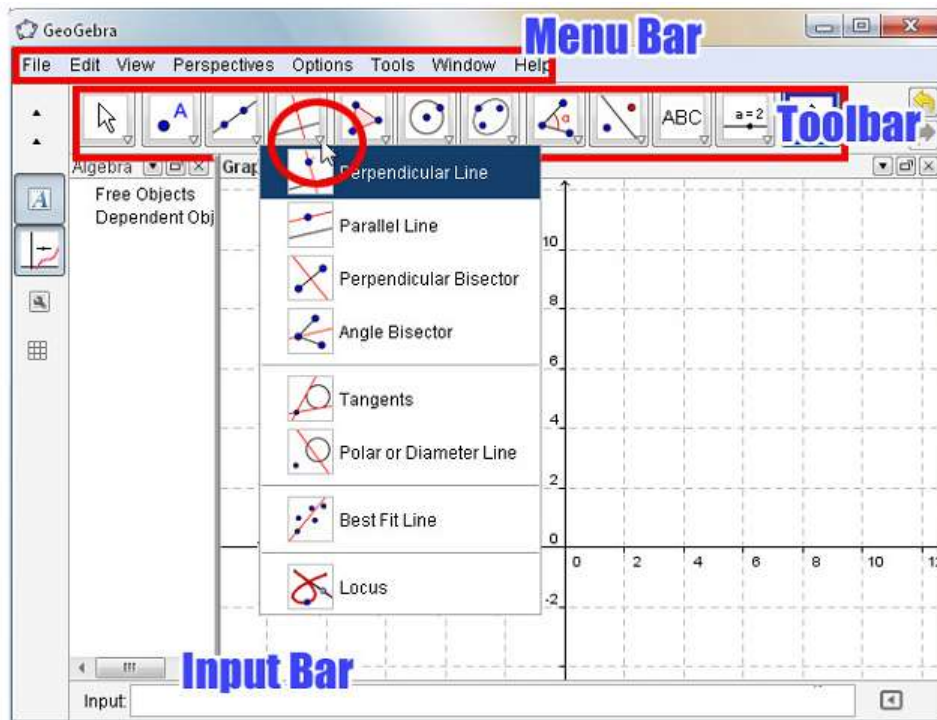 GeoGebra
Menu Bar
File Edit View Perspectives Options Tools Window Help
A
α
ABC
a=2
Toolbar
Algebra
Free Objects
Dependent Obj
A
Grap
Perpendicular Line
Parallel Line
Perpendicular Bisector
Angle Bisector
Tangents
Polar or Diameter Line
Best Fit Line
Locus
10
8
6
4
2
0
-2
0 2 4 6 8 10 12
Input Bar
Input: